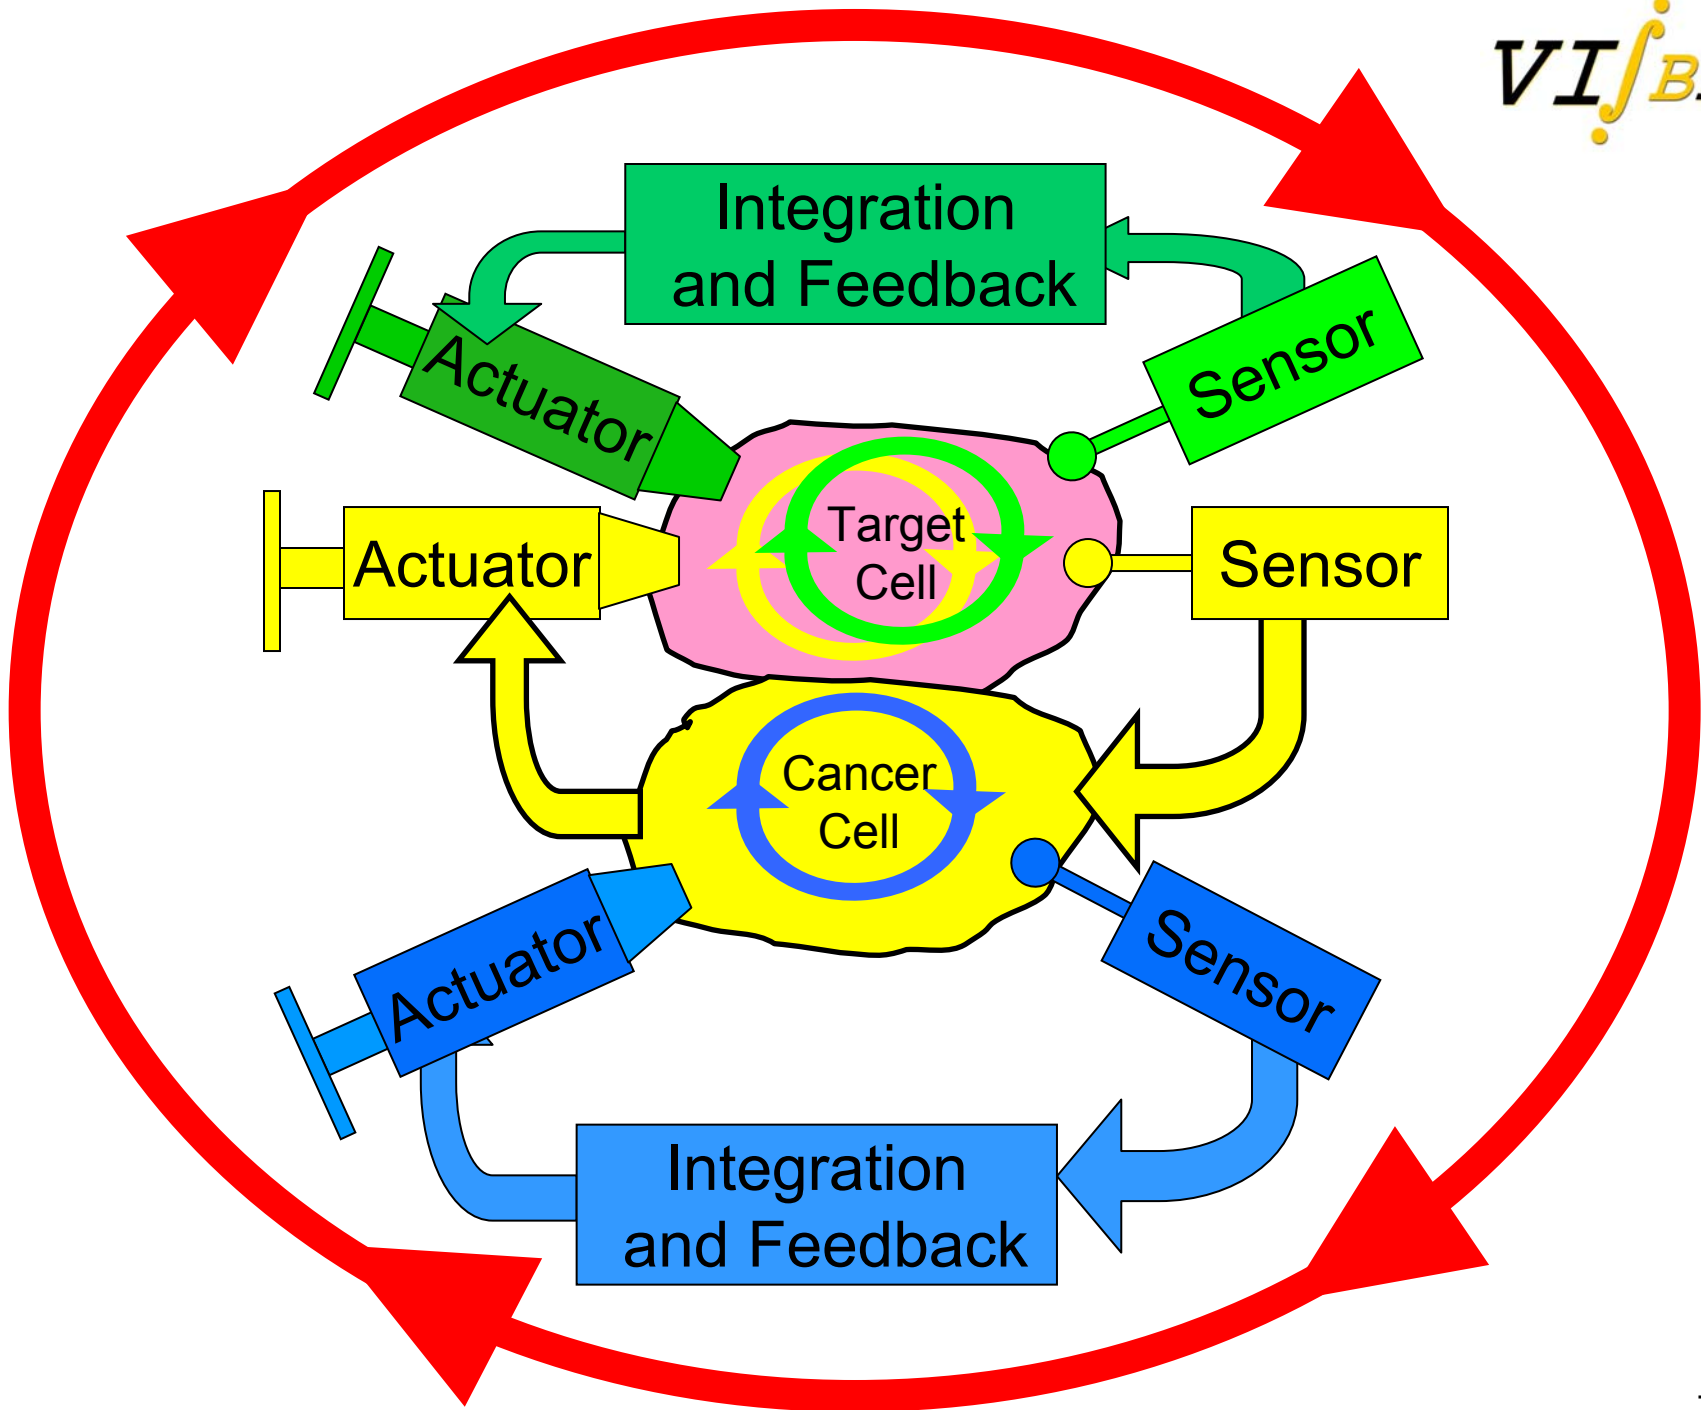 VI∫B
Integration
and Feedback
Actuator
Sensor
Target
Cell
Actuator
Sensor
Cancer
Cell
Actuator
Sensor
Integration
and Feedback